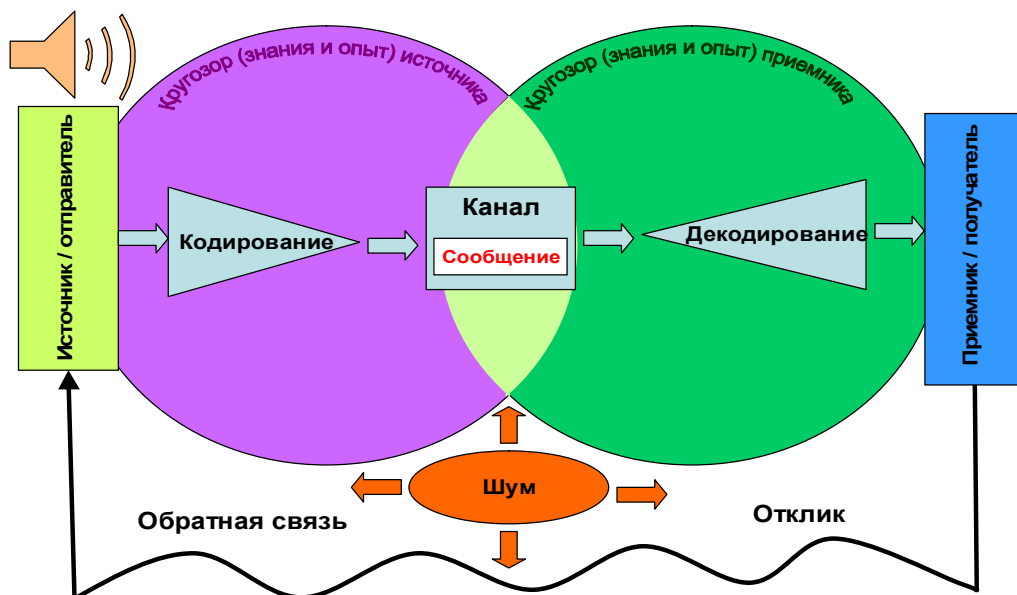 Кругозор (знания и опыт) источника
Кругозор (знания и опыт) приемника
Источник / отправитель
Кодирование
Канал
Сообщение
Декодирование
Приемник / получатель
Шум
Обратная связь
Отклик